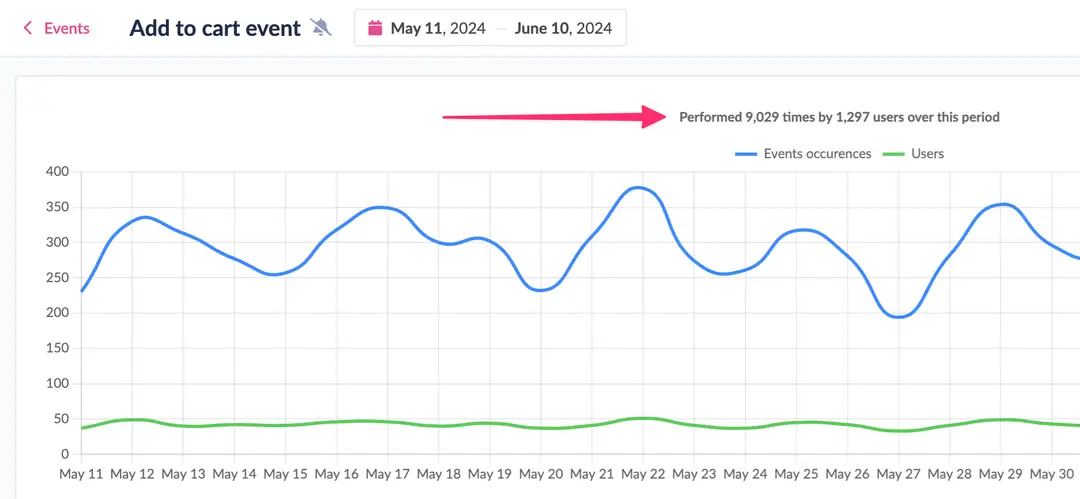 Events
Add to cart event
May 11, 2024 — June 10, 2024
Performed 9,029 times by 1,297 users over this period
Events occurences
Users
400
350
300
250
200
150
100
50
0
May 11 May 12 May 13 May 14 May 15 May 16 May 17 May 18 May 19 May 20 May 21 May 22 May 23 May 24 May 25 May 26 May 27 May 28 May 29 May 30